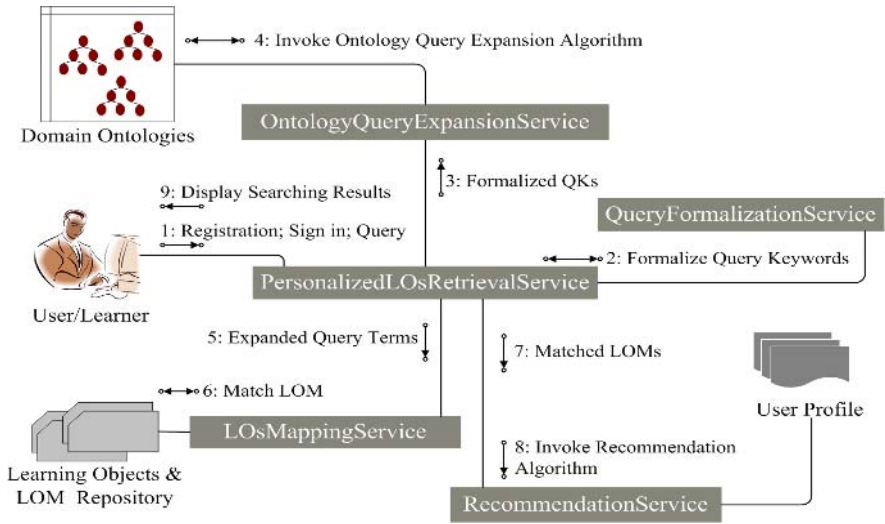 4: Invoke Ontology Query Expansion Algorithm
OntologyQueryExpansionService
Domain Ontologies
3: Formalized QKs
9: Display Searching Results
QueryFormalizationService
1: Registration; Sign in; Query
2: Formalize Query Keywords
PersonalizedLOsRetrievalService
User/Learner
5: Expanded Query Terms
7: Matched LOMs
6: Match LOM
User Profile
LOsMappingService
8: Invoke Recommendation
Algorithm
Learning Objects &
LOM Repository
RecommendationService